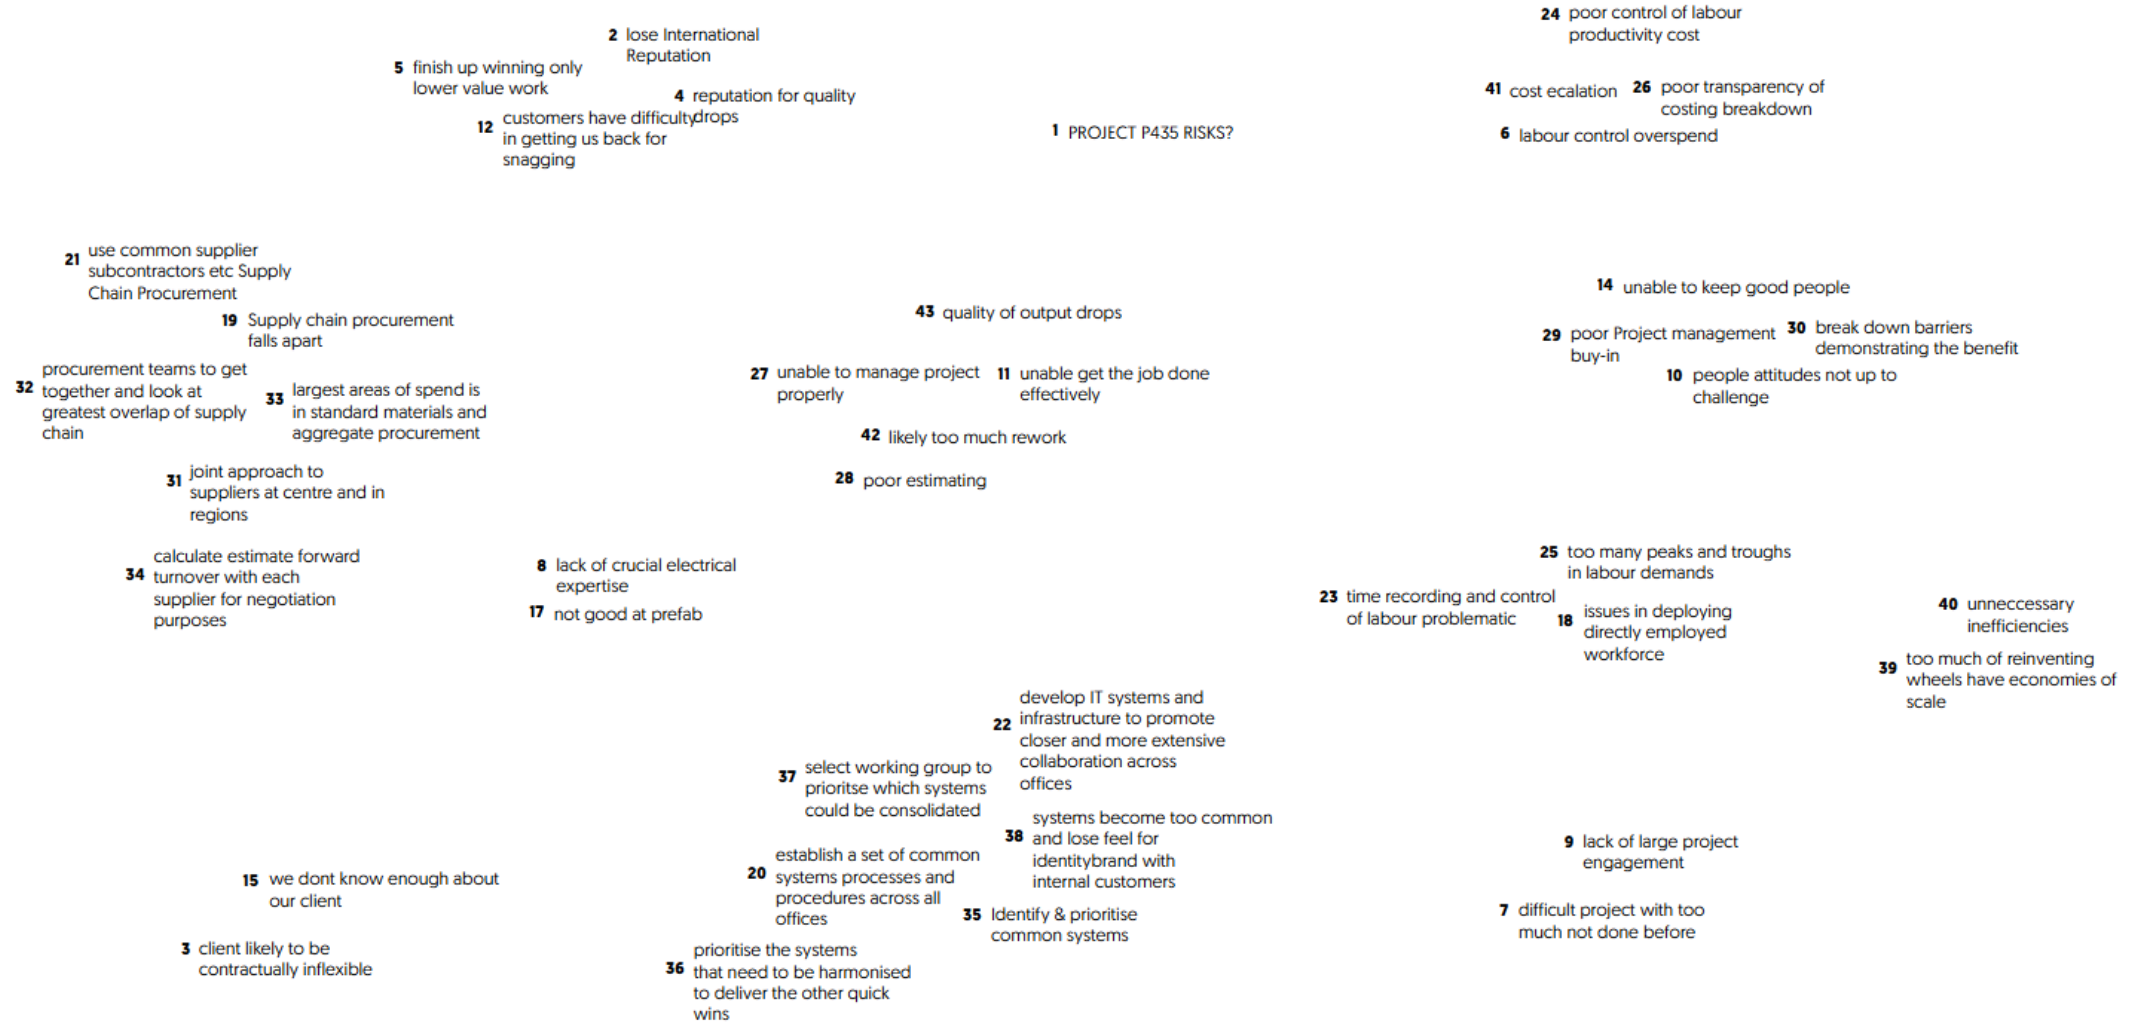 2 lose International
Reputation
5 finish up winning only
lower value work
4 reputation for quality
drops
12 customers have difficulty
in getting us back for
snagging
1 PROJECT P435 RISKS?
24 poor control of labour
productivity cost
41 cost ecalation
26 poor transparency of
costing breakdown
6 labour control overspend
21 use common supplier
subcontractors etc Supply
Chain Procurement
19 Supply chain procurement
falls apart
32 procurement teams to get
together and look at
greatest overlap of supply
chain
33 largest areas of spend is
in standard materials and
aggregate procurement
31 joint approach to
suppliers at centre and in
regions
34 calculate estimate forward
turnover with each
supplier for negotiation
purposes
43 quality of output drops
27 unable to manage project
properly
11 unable get the job done
effectively
42 likely too much rework
28 poor estimating
14 unable to keep good people
29 poor Project management
buy-in
30 break down barriers
demonstrating the benefit
10 people attitudes not up to
challenge
8 lack of crucial electrical
expertise
17 not good at prefab
25 too many peaks and troughs
in labour demands
23 time recording and control
of labour problematic
18 issues in deploying
directly employed
workforce
40 unneccessary
inefficiencies
39 too much of reinventing
wheels have economies of
scale
22 develop IT systems and
infrastructure to promote
closer and more extensive
collaboration across
offices
37 select working group to
prioritse which systems
could be consolidated
38 systems become too common
and lose feel for
identitybrand with
internal customers
20 establish a set of common
systems processes and
procedures across all
offices
35 Identify & prioritise
common systems
36 prioritise the systems
that need to be harmonised
to deliver the other quick
wins
15 we dont know enough about
our client
3 client likely to be
contractually inflexible
9 lack of large project
engagement
7 difficult project with too
much not done before